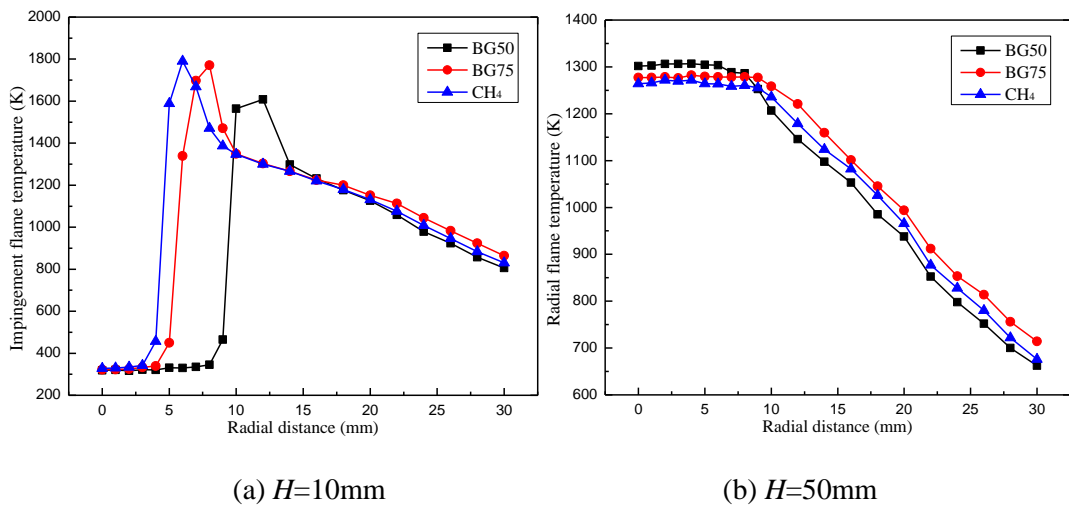 2000
1800
1600
1400
1200
1000
800
600
400
200
0 5 10 15 20 25 30
Impingement flame temperature (K)
Radial distance (mm)
BG50
BG75
CH4
(a) H=10mm
1400
1300
1200
1100
1000
900
800
700
600
0 5 10 15 20 25 30
Radial flame temperature (K)
Radial distance (mm)
BG50
BG75
CH4
(b) H=50mm